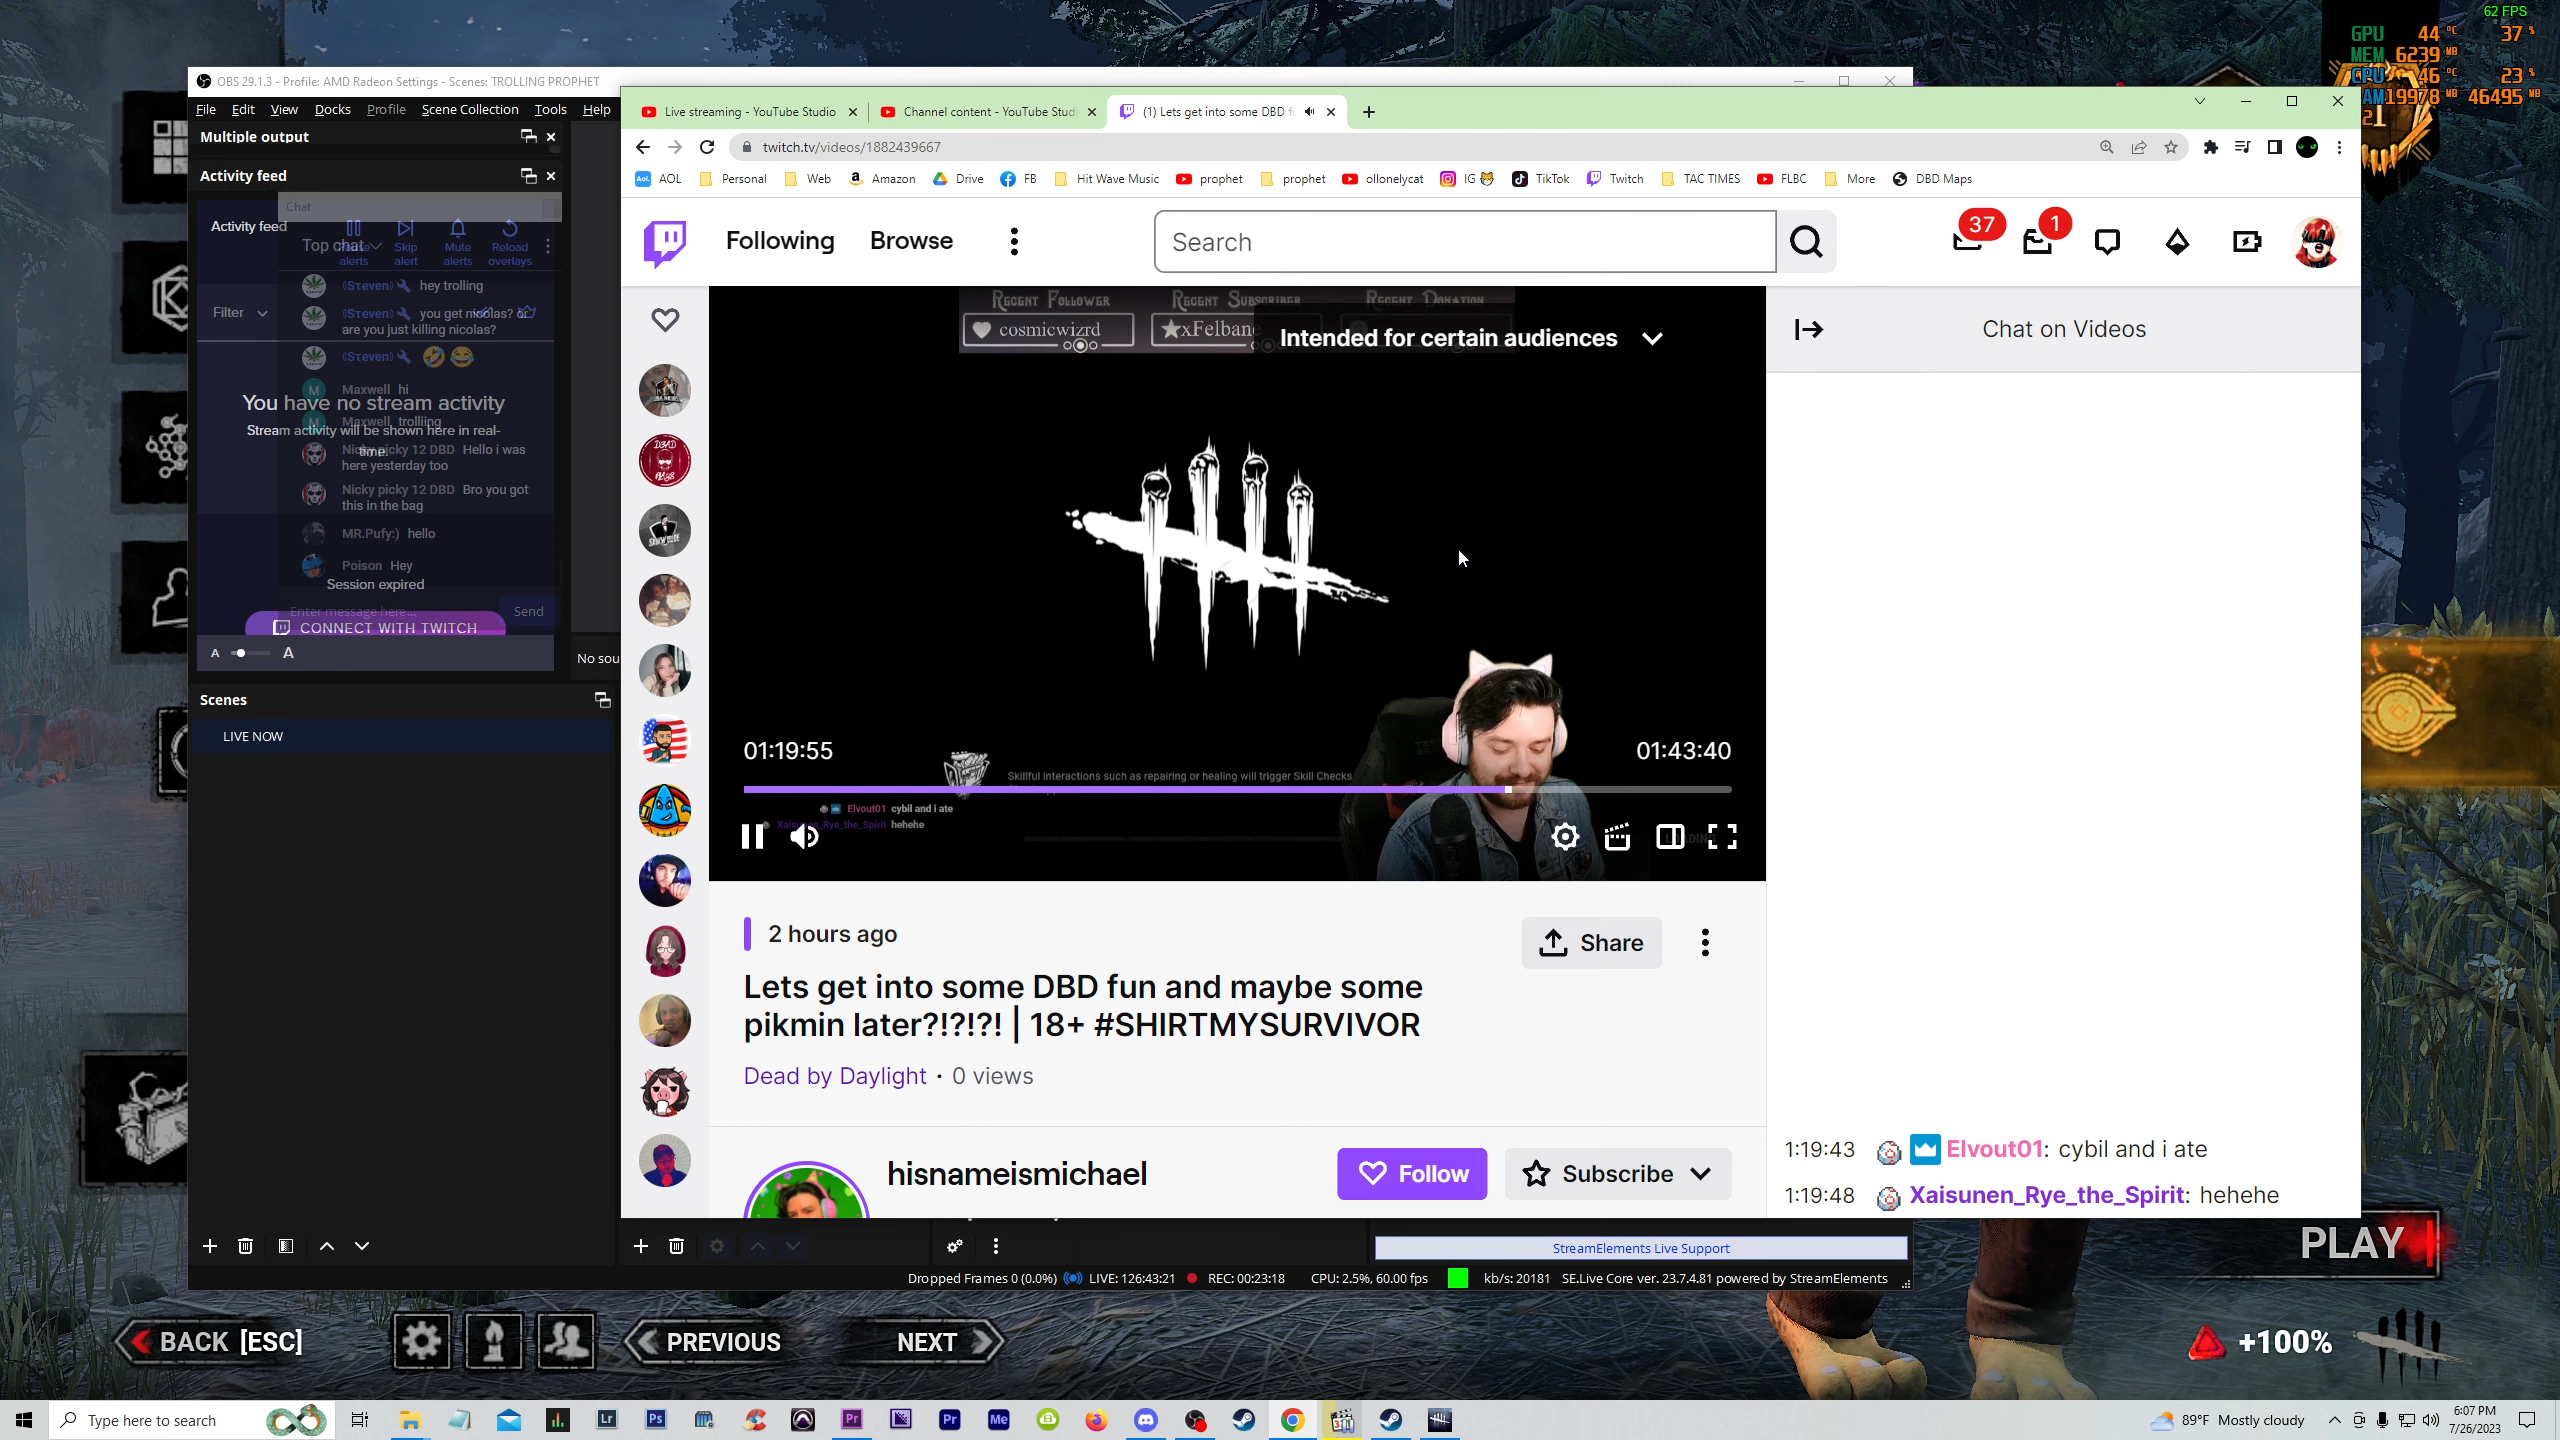 62 FPS
GPU 44 °C 37 %
MEM 6239 MB
CPU 46 °C 23 %
RAM 19978 MB 46495 MB
OBS 29.1.3 - Profile: AMD Radeon Settings - Scenes: TROLLING PROPHET
File Edit View Docks Profile Scene Collection Tools Help
Multiple output
Activity feed
Chat
Activity feed
Top chat
alerts
Skip alert
Mute alerts
Reload overlays
Filter
(Steven) hey trolling
(Steven) you get nicolas? or are you just killing nicolas?
(Steven) 🤣😂
Maxwell hi
You have no stream activity
Maxwell trolliing
Stream activity will be shown here in real-time.
Nicky picky 12 DBD Hello i was here yesterday too
Nicky picky 12 DBD Bro you got this in the bag
MR.Pufy:) hello
Poison Hey
Session expired
Enter message here...
Send
CONNECT WITH TWITCH
A A
No sou
Scenes
LIVE NOW
Live streaming - YouTube Studio
Channel content - YouTube Studi
(1) Lets get into some DBD fu
twitch.tv/videos/1882439667
AOL Personal Web Amazon Drive FB Hit Wave Music prophet prophet ollonelycat IG TikTok Twitch TAC TIMES FLBC More DBD Maps
Following Browse
Search
37
1
Recent Follower Recent Subscriber Recent Donation
cosmicwizrd xFelbane
Intended for certain audiences
Chat on Videos
01:19:55
01:43:40
Skillful interactions such as repairing or healing will trigger Skill Checks
Elvout01 cybil and i ate
Xaisunen_Rye_the_Spirit hehehe
2 hours ago
Share
Lets get into some DBD fun and maybe some
pikmin later?!?!?! | 18+ #SHIRTMYSURVIVOR
Dead by Daylight · 0 views
hisnameismichael
Follow
Subscribe
1:19:43 Elvout01: cybil and i ate
1:19:48 Xaisunen_Rye_the_Spirit: hehehe
StreamElements Live Support
Dropped Frames 0 (0.0%) LIVE: 126:43:21 REC: 00:23:18 CPU: 2.5%, 60.00 fps kb/s: 20181 SE.Live Core ver. 23.7.4.81 powered by StreamElements
PLAY
BACK [ESC]
PREVIOUS
NEXT
+100%
Type here to search
89°F Mostly cloudy
6:07 PM
7/26/2023